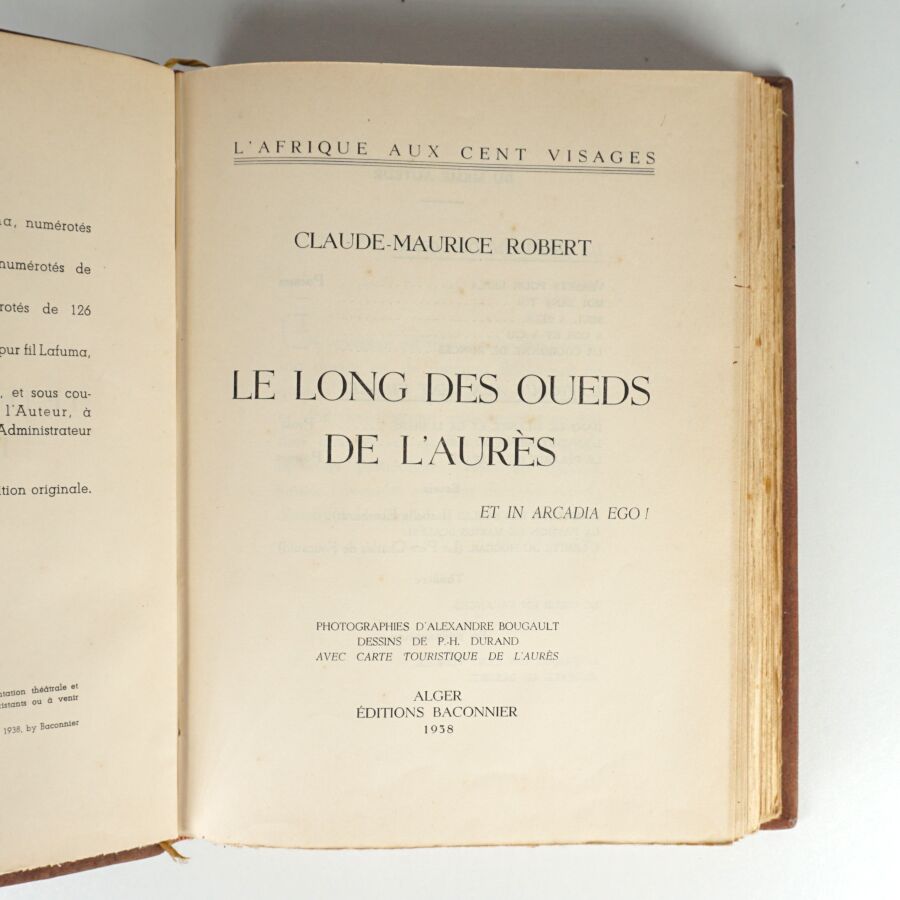 numérotés
numérotés de
rotés de 126
pur fil Lafuma,
, et sous cou-
l'Auteur, à
Administrateur
tion originale.
ntation théâtrale et
istants ou à venir
1938, by Baconnier
L'AFRIQUE AUX CENT VISAGES
CLAUDE-MAURICE ROBERT
LE LONG DES OUEDS
DE L'AURÈS
ET IN ARCADIA EGO !
PHOTOGRAPHIES D'ALEXANDRE BOUGAULT
DESSINS DE P.-H. DURAND
AVEC CARTE TOURISTIQUE DE L'AURÈS
ALGER
ÉDITIONS BACONNIER
1938